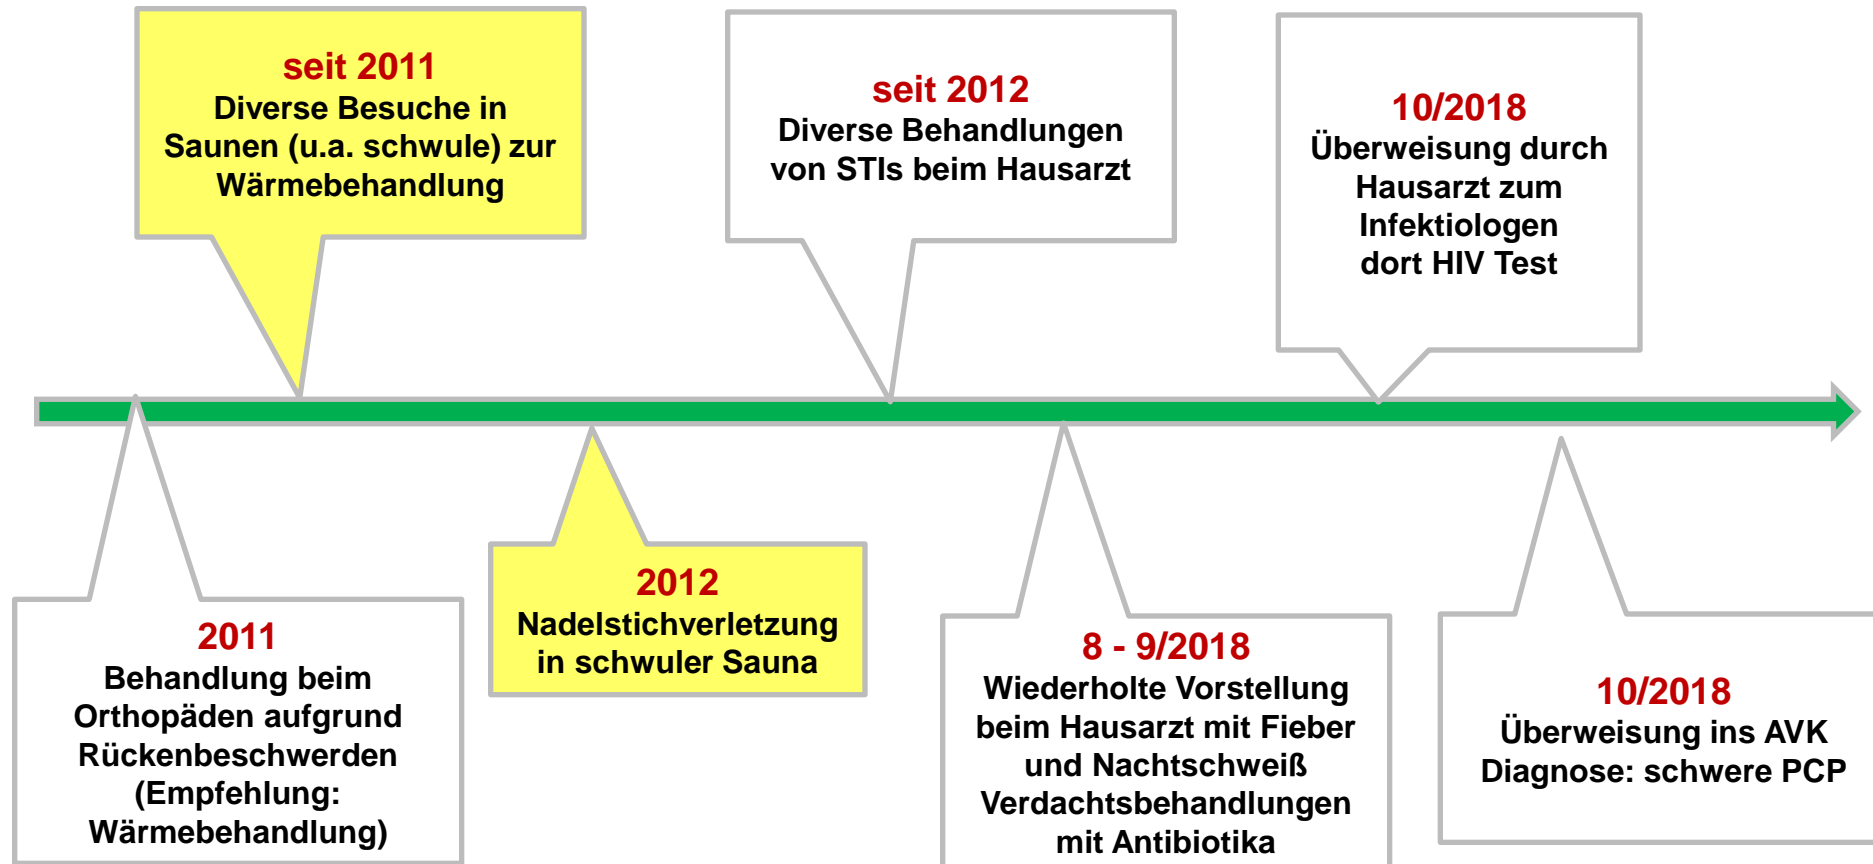 seit 2011
Diverse Besuche in
Saunen (u.a. schwule) zur
Wärmebehandlung
seit 2012
Diverse Behandlungen
von STIs beim Hausarzt
10/2018
Überweisung durch
Hausarzt zum
Infektiologen
dort HIV Test
2011
Behandlung beim
Orthopäden aufgrund
Rückenbeschwerden
(Empfehlung:
Wärmebehandlung)
2012
Nadelstichverletzung
in schwuler Sauna
8 - 9/2018
Wiederholte Vorstellung
beim Hausarzt mit Fieber
und Nachtschweiß
Verdachtsbehandlungen
mit Antibiotika
10/2018
Überweisung ins AVK
Diagnose: schwere PCP